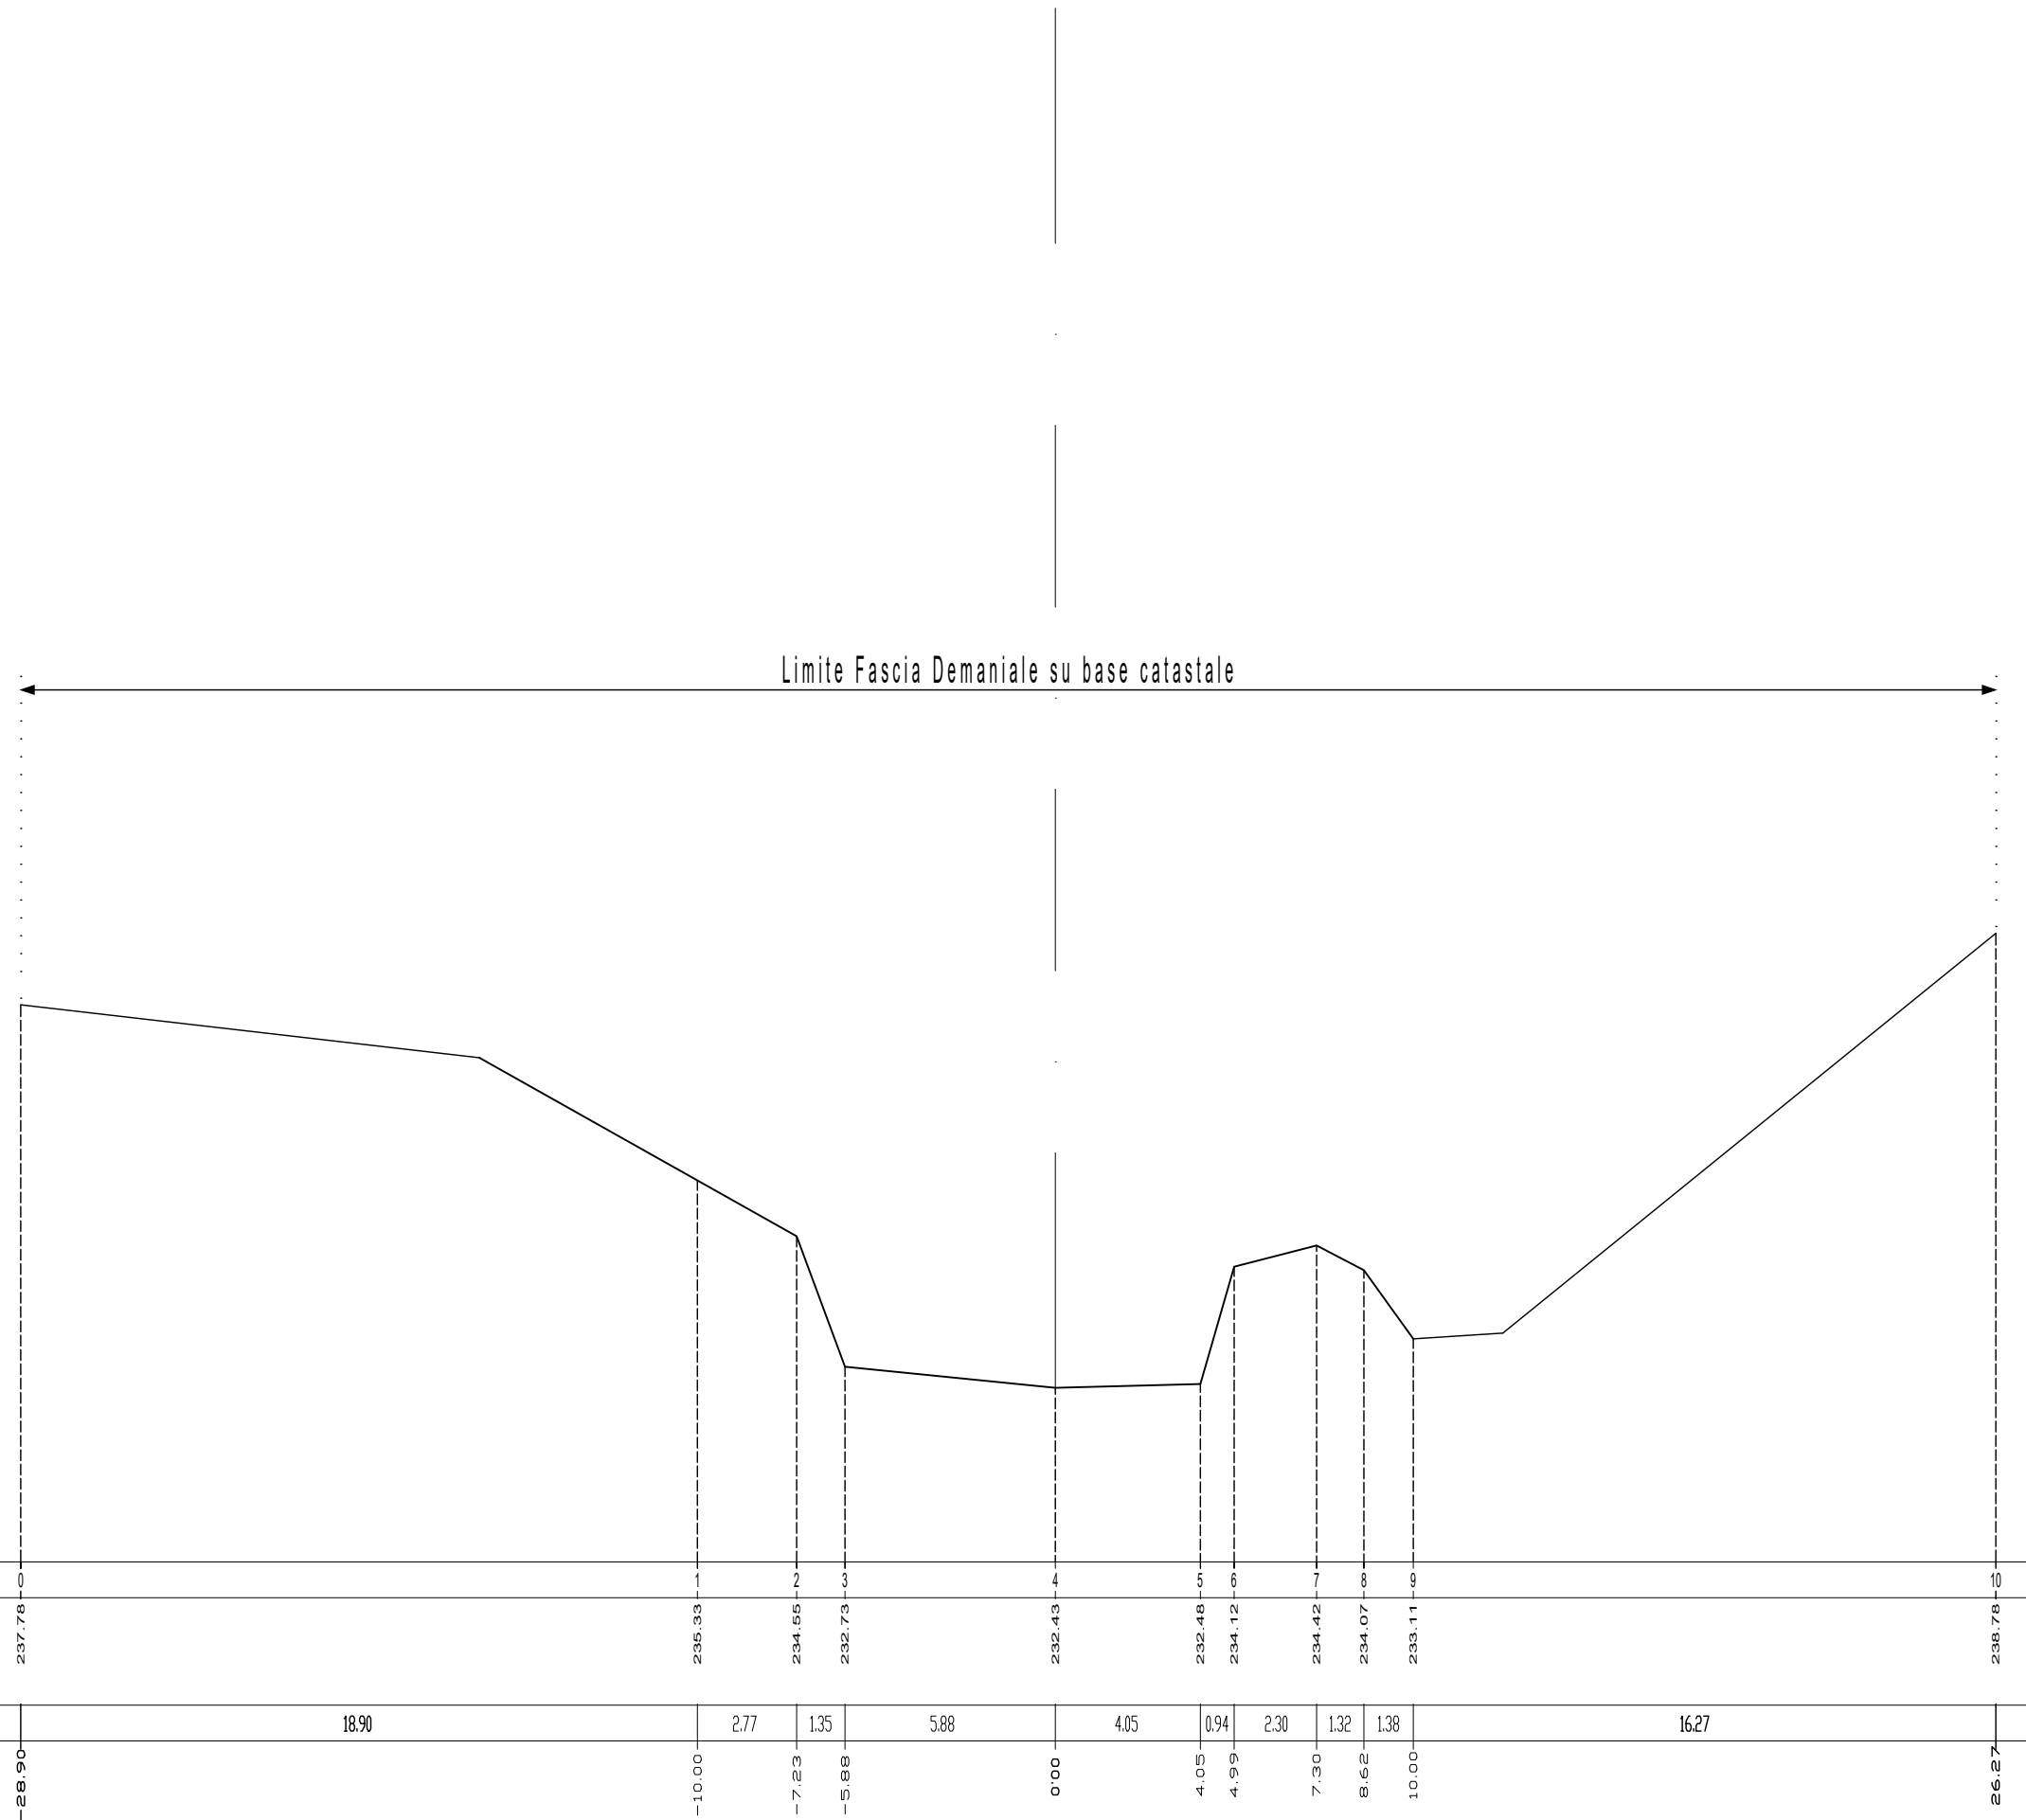 Limite Fascia Demaniale su base catastale
0 1 2 3 4 5 6 7 8 9 10
237.78 235.33 234.55 232.73 232.43 232.48 234.12 234.42 234.07 233.11 238.78
18.90 2.77 1.35 5.88 4.05 0.94 2.30 1.32 1.38 16.27
-28.90 -10.00 -7.23 -5.88 0.00 4.05 4.99 7.30 8.62 10.00 26.27